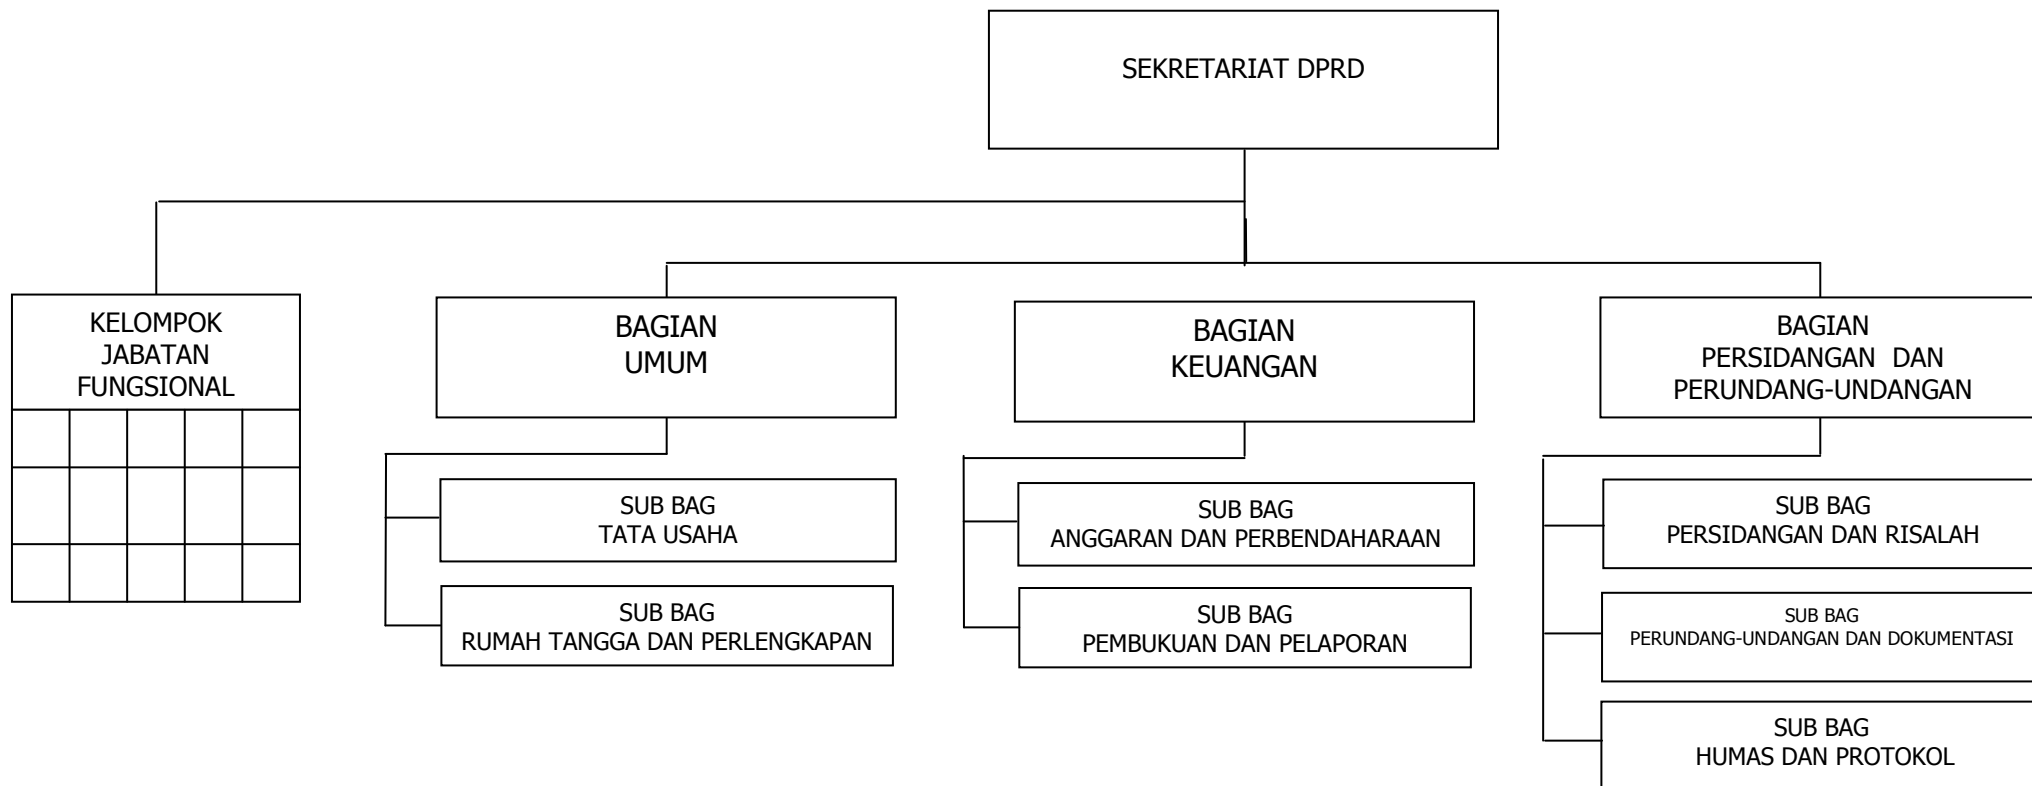 SEKRETARIAT DPRD
KELOMPOK
JABATAN
FUNGSIONAL
BAGIAN
UMUM
BAGIAN
KEUANGAN
BAGIAN
PERSIDANGAN DAN
PERUNDANG-UNDANGAN
SUB BAG
TATA USAHA
SUB BAG
RUMAH TANGGA DAN PERLENGKAPAN
SUB BAG
ANGGARAN DAN PERBENDAHARAAN
SUB BAG
PEMBUKUAN DAN PELAPORAN
SUB BAG
PERSIDANGAN DAN RISALAH
SUB BAG
PERUNDANG-UNDANGAN DAN DOKUMENTASI
SUB BAG
HUMAS DAN PROTOKOL